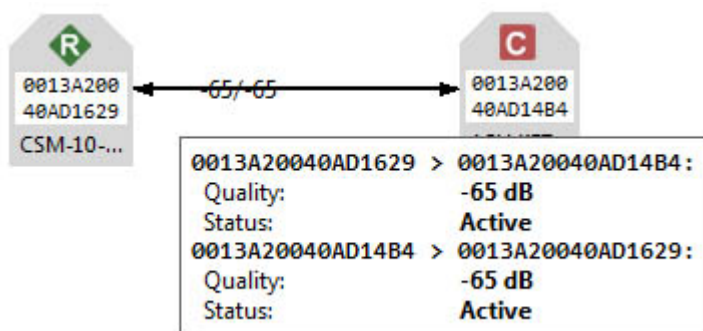 R
C
0013A200
40AD1629
-65/-65
0013A200
40AD14B4
CSM-10-...
0013A20040AD1629 > 0013A20040AD14B4:
Quality: -65 dB
Status: Active
0013A20040AD14B4 > 0013A20040AD1629:
Quality: -65 dB
Status: Active